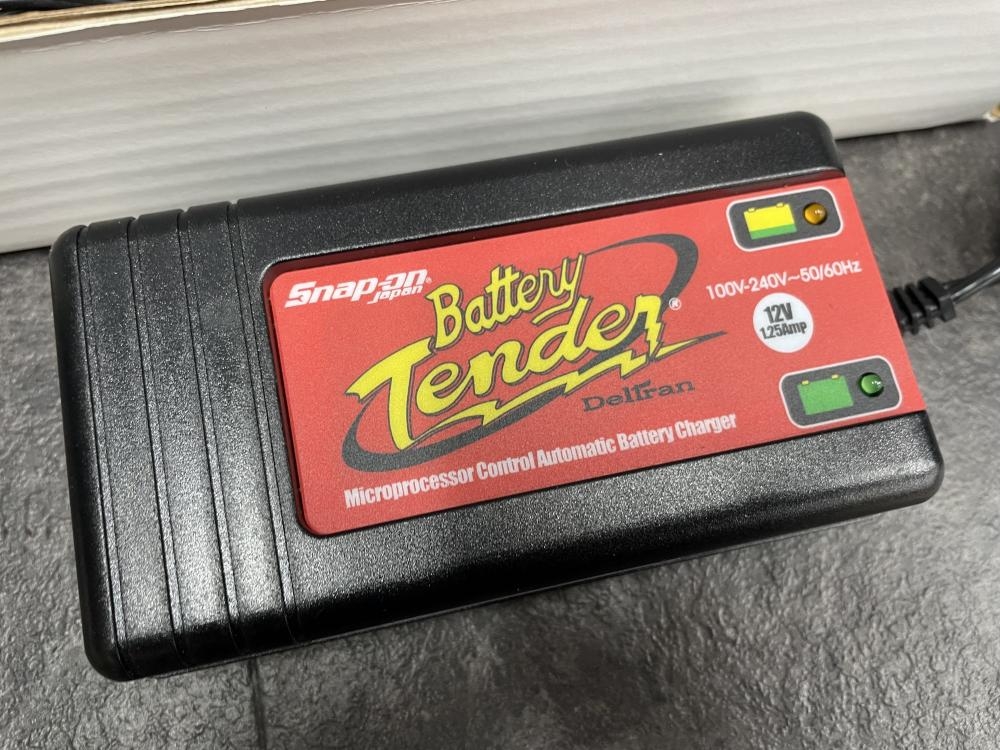 Snap-on®
Japan
Battery
Tender®
Deltran
Microprocessor Control Automatic Battery Charger
100V-240V~50/60Hz
12V
1.25Amp